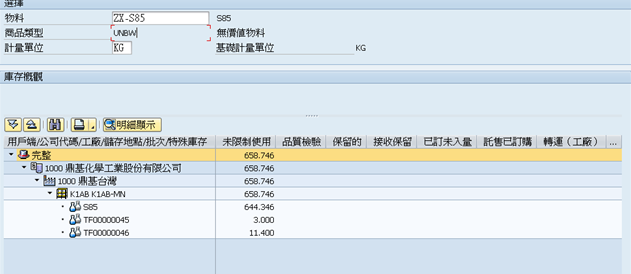 選擇
物料 ZX-S85 S85
商品類型 UNBW 無價值物料
計量單位 KG 基礎計量單位 KG
庫存概觀
明細顯示
用戶端/公司代碼/工廠/儲存地點/批次/特殊庫存 未限制使用 品質檢驗 保留的 接收保留 已訂未入量 託售已訂購 轉運（工廠） ...
完整 658.746
1000 鼎基化學工業股份有限公司 658.746
1000 鼎基台灣 658.746
K1AB K1AB-MN 658.746
S85 644.346
TF00000045 3.000
TF00000046 11.400